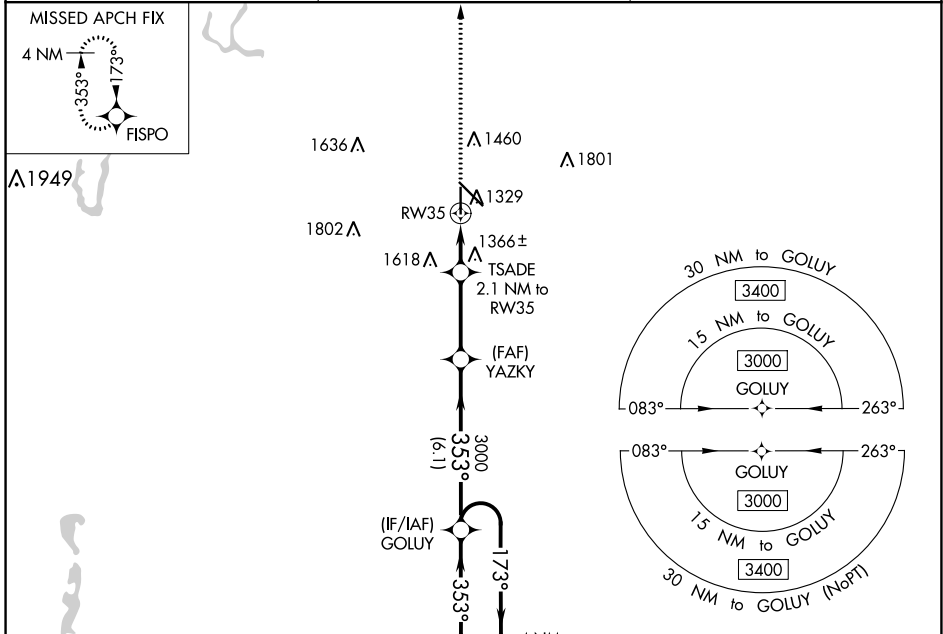 MISSED APCH FIX
4 NM
353°
173°
FISPO
1949
1636
1460
1801
1329
RW35
1802
1366±
1618
TSADE
2.1 NM to
RW35
(FAF)
YAZKY
3000
353°
(6.1)
(IF/IAF)
GOLUY
173°
353°
30 NM to GOLUY
3400
15 NM to GOLUY
3000
GOLUY
083°
263°
083°
263°
GOLUY
3000
15 NM to GOLUY
3400
30 NM to GOLUY (NoPT)